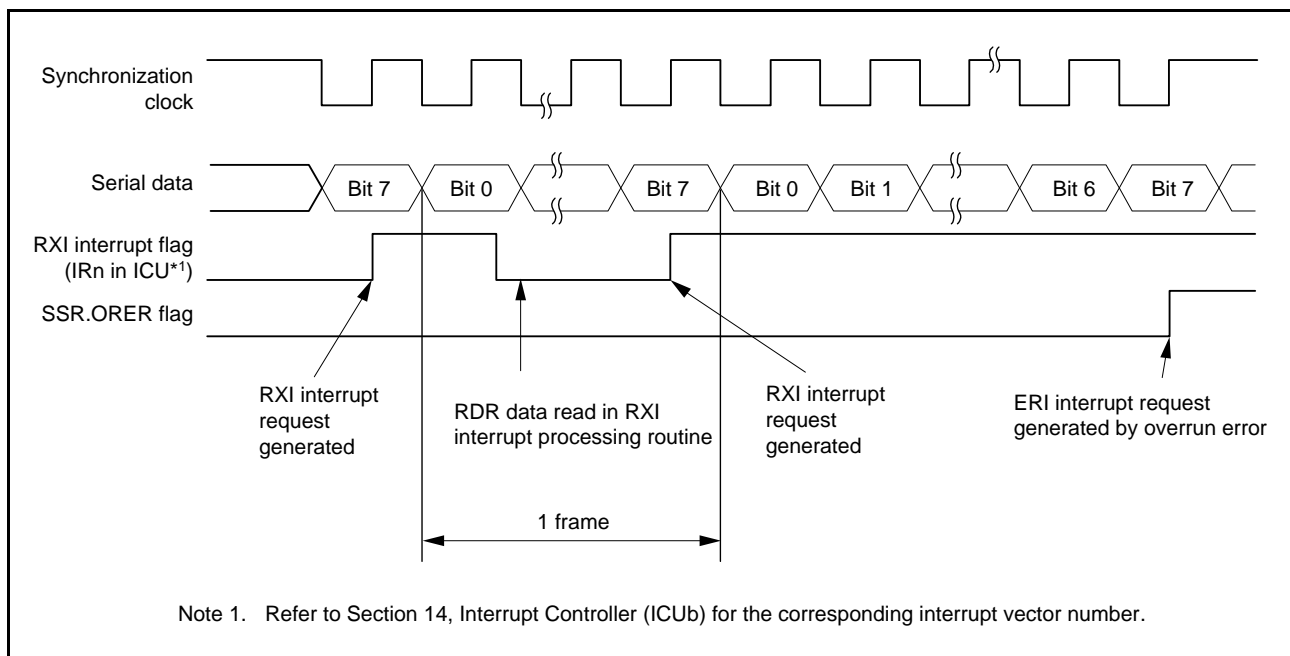 Synchronization
clock
Serial data
Bit 7
Bit 0
Bit 7
Bit 0
Bit 1
Bit 6
Bit 7
RXI interrupt flag
(IRn in ICU*1)
SSR.ORER flag
RXI interrupt
request
generated
RDR data read in RXI
interrupt processing routine
RXI interrupt
request
generated
ERI interrupt request
generated by overrun error
1 frame
Note 1. Refer to Section 14, Interrupt Controller (ICUb) for the corresponding interrupt vector number.